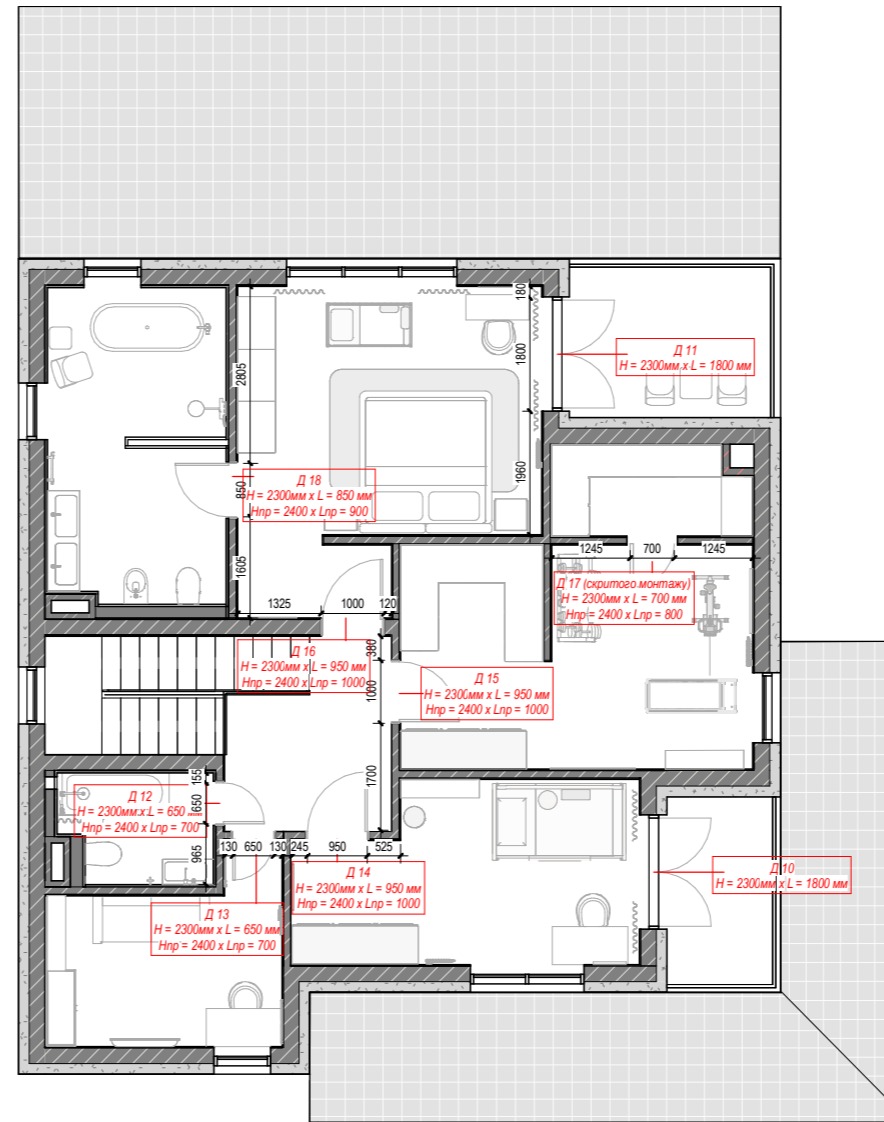 180
1800
1960
Д 11
H = 2300мм x L = 1800 мм
2805
850
1605
Д 18
H = 2300мм x L = 850 мм
Hпр = 2400 x Lпр = 900
1245
700
1245
Д 17 (скритого монтажу)
H = 2300мм x L = 700 мм
Hпр = 2400 x Lпр = 800
1325
1000
120
380
1000
1700
Д 16
H = 2300мм x L = 950 мм
Hпр = 2400 x Lпр = 1000
Д 15
H = 2300мм x L = 950 мм
Hпр = 2400 x Lпр = 1000
155
650
965
Д 12
H = 2300мм x L = 650
Hпр = 2400 x Lпр = 700
130
650
130
245
950
525
Д 14
H = 2300мм x L = 950 мм
Hпр = 2400 x Lпр = 1000
Д 10
H = 2300мм x L = 1800 мм
Д 13
H = 2300мм x L = 650 мм
Hпр = 2400 x Lпр = 700